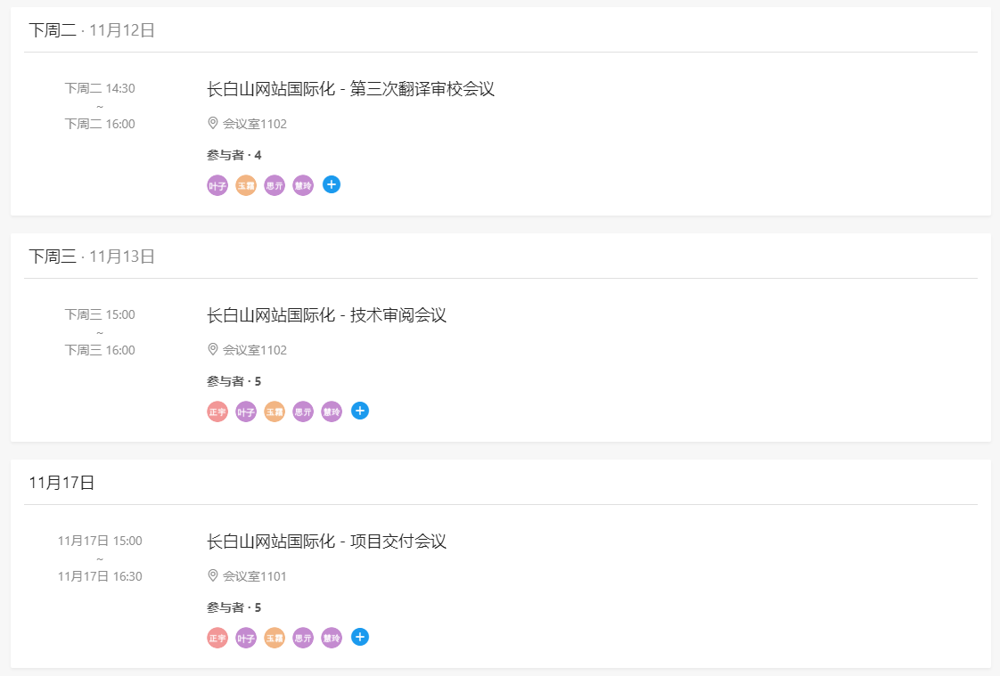 下周二 · 11月12日
下周二 14:30
~
下周二 16:00
长白山网站国际化 - 第三次翻译审校会议
会议室1102
参与者 · 4
叶子 玉霜 思亓 慧玲
下周三 · 11月13日
下周三 15:00
~
下周三 16:00
长白山网站国际化 - 技术审阅会议
会议室1102
参与者 · 5
正宇 叶子 玉霜 思亓 慧玲
11月17日
11月17日 15:00
~
11月17日 16:30
长白山网站国际化 - 项目交付会议
会议室1101
参与者 · 5
正宇 叶子 玉霜 思亓 慧玲